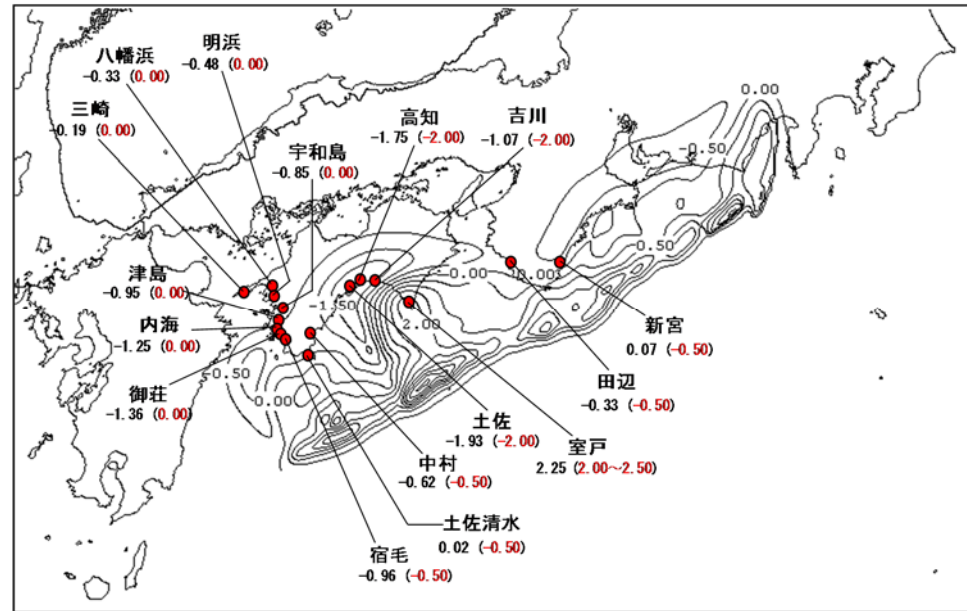 明浜
-0.48 (0.00)
八幡浜
-0.33 (0.00)
三崎
-0.19 (0.00)
宇和島
-0.85 (0.00)
高知
-1.75 (-2.00)
吉川
-1.07 (-2.00)
0.00
-0.50
-0.50
-0.00
0.00
-1.50
2.00
津島
-0.95 (0.00)
内海
-1.25 (0.00)
-0.50
0.00
御荘
-1.36 (0.00)
新宮
0.07 (-0.50)
田辺
-0.33 (-0.50)
土佐
-1.93 (-2.00)
室戸
2.25 (2.00～2.50)
中村
-0.62 (-0.50)
土佐清水
0.02 (-0.50)
宿毛
-0.96 (-0.50)